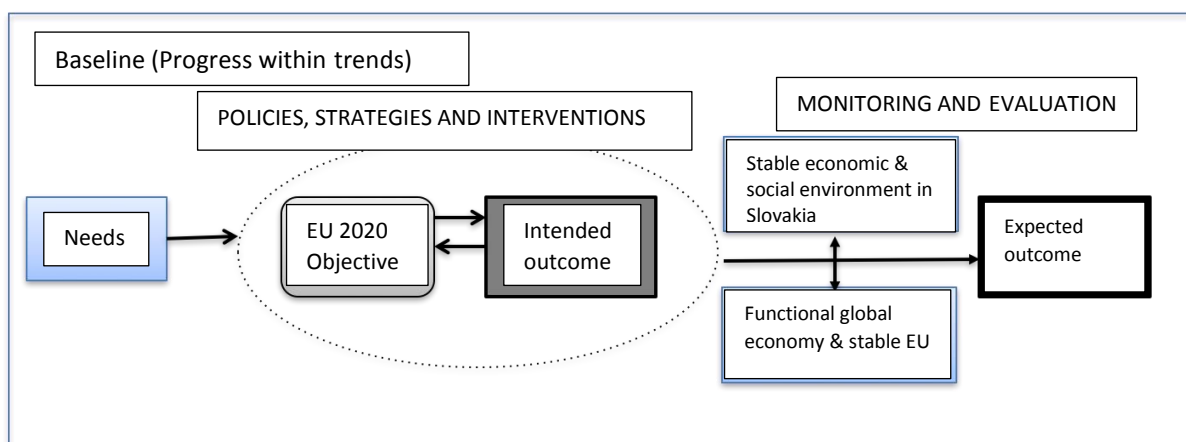 Baseline (Progress within trends)
POLICIES, STRATEGIES AND INTERVENTIONS
MONITORING AND EVALUATION
Needs
EU 2020
Objective
Intended
outcome
Stable economic &
social environment in
Slovakia
Functional global
economy & stable EU
Expected
outcome